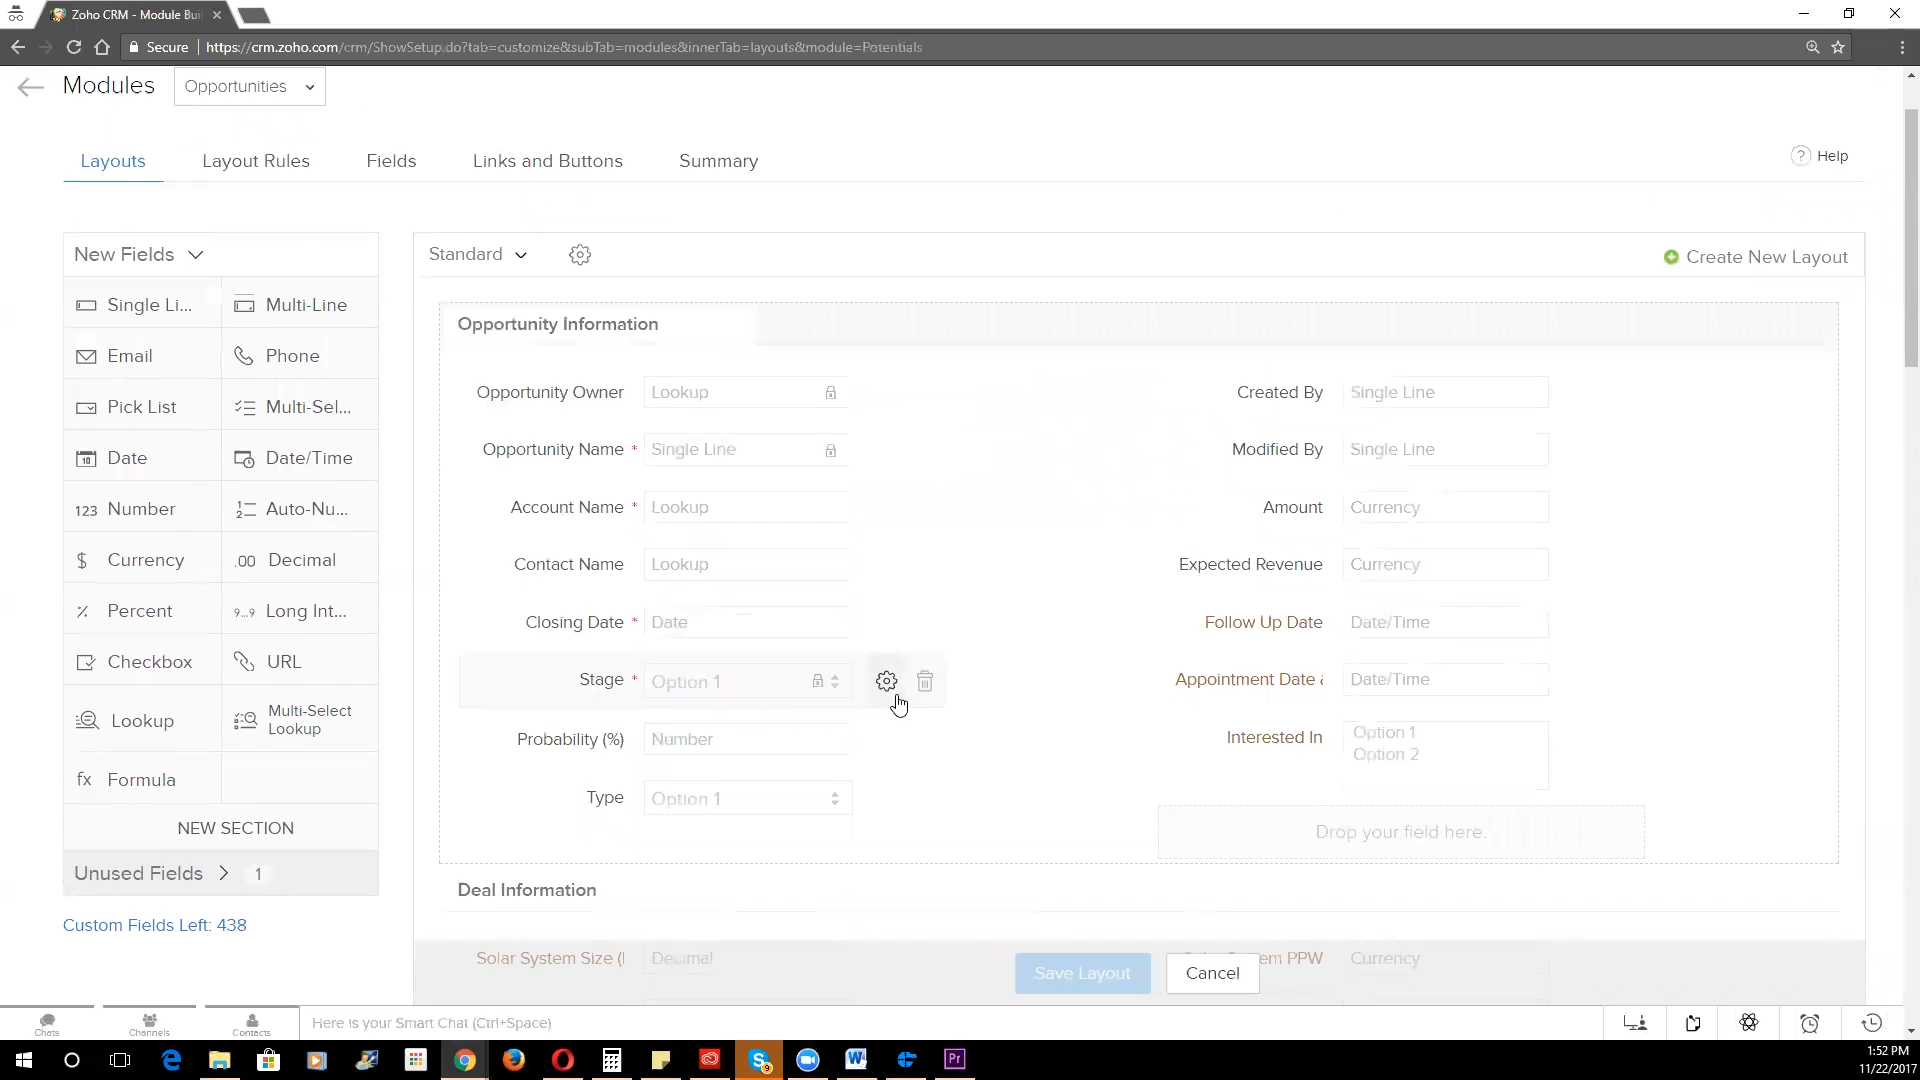 Zoho CRM - Module Bui
Secure
https://crm.zoho.com/crm/ShowSetup.do?tab=customize&subTab=modules&innerTab=layouts&module=Potentials
Modules
Opportunities
Layouts
Layout Rules
Fields
Links and Buttons
Summary
? Help
New Fields
Standard
Create New Layout
Single Li...
Multi-Line
Email
Phone
Pick List
Multi-Sel...
Date
Date/Time
123 Number
Auto-Nu...
$ Currency
.00 Decimal
Percent
9..9 Long Int...
Checkbox
URL
Lookup
Multi-Select
Lookup
fx Formula
NEW SECTION
Unused Fields
1
Custom Fields Left: 438
Opportunity Information
Opportunity Owner
Lookup
Created By
Single Line
Opportunity Name *
Single Line
Modified By
Single Line
Account Name *
Lookup
Amount
Currency
Contact Name
Lookup
Expected Revenue
Currency
Closing Date *
Date
Follow Up Date
Date/Time
Stage *
Option 1
Appointment Date
Date/Time
Probability (%)
Number
Interested In
Option 1
Option 2
Type
Option 1
Drop your field here.
Deal Information
Solar System Size (
Decimal
em PPW
Currency
Save Layout
Cancel
Chats
Channels
Contacts
Here is your Smart Chat (Ctrl+Space)
1:52 PM
11/22/2017